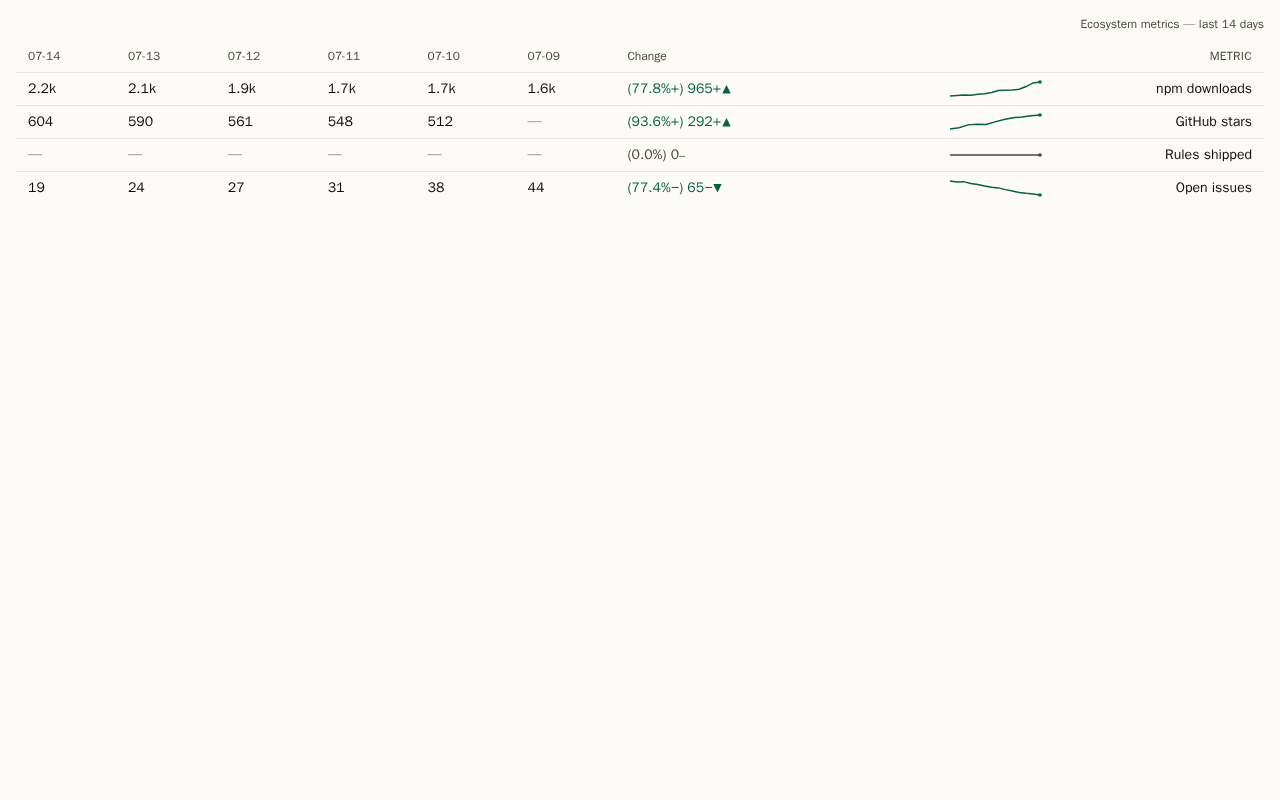 Ecosystem metrics — last 14 days
07-14 07-13 07-12 07-11 07-10 07-09 Change METRIC
2.2k 2.1k 1.9k 1.7k 1.7k 1.6k (77.8%+) 965+▲ npm downloads
604 590 561 548 512 — (93.6%+) 292+▲ GitHub stars
— — — — — — (0.0%) 0– Rules shipped
19 24 27 31 38 44 (77.4%−) 65−▼ Open issues